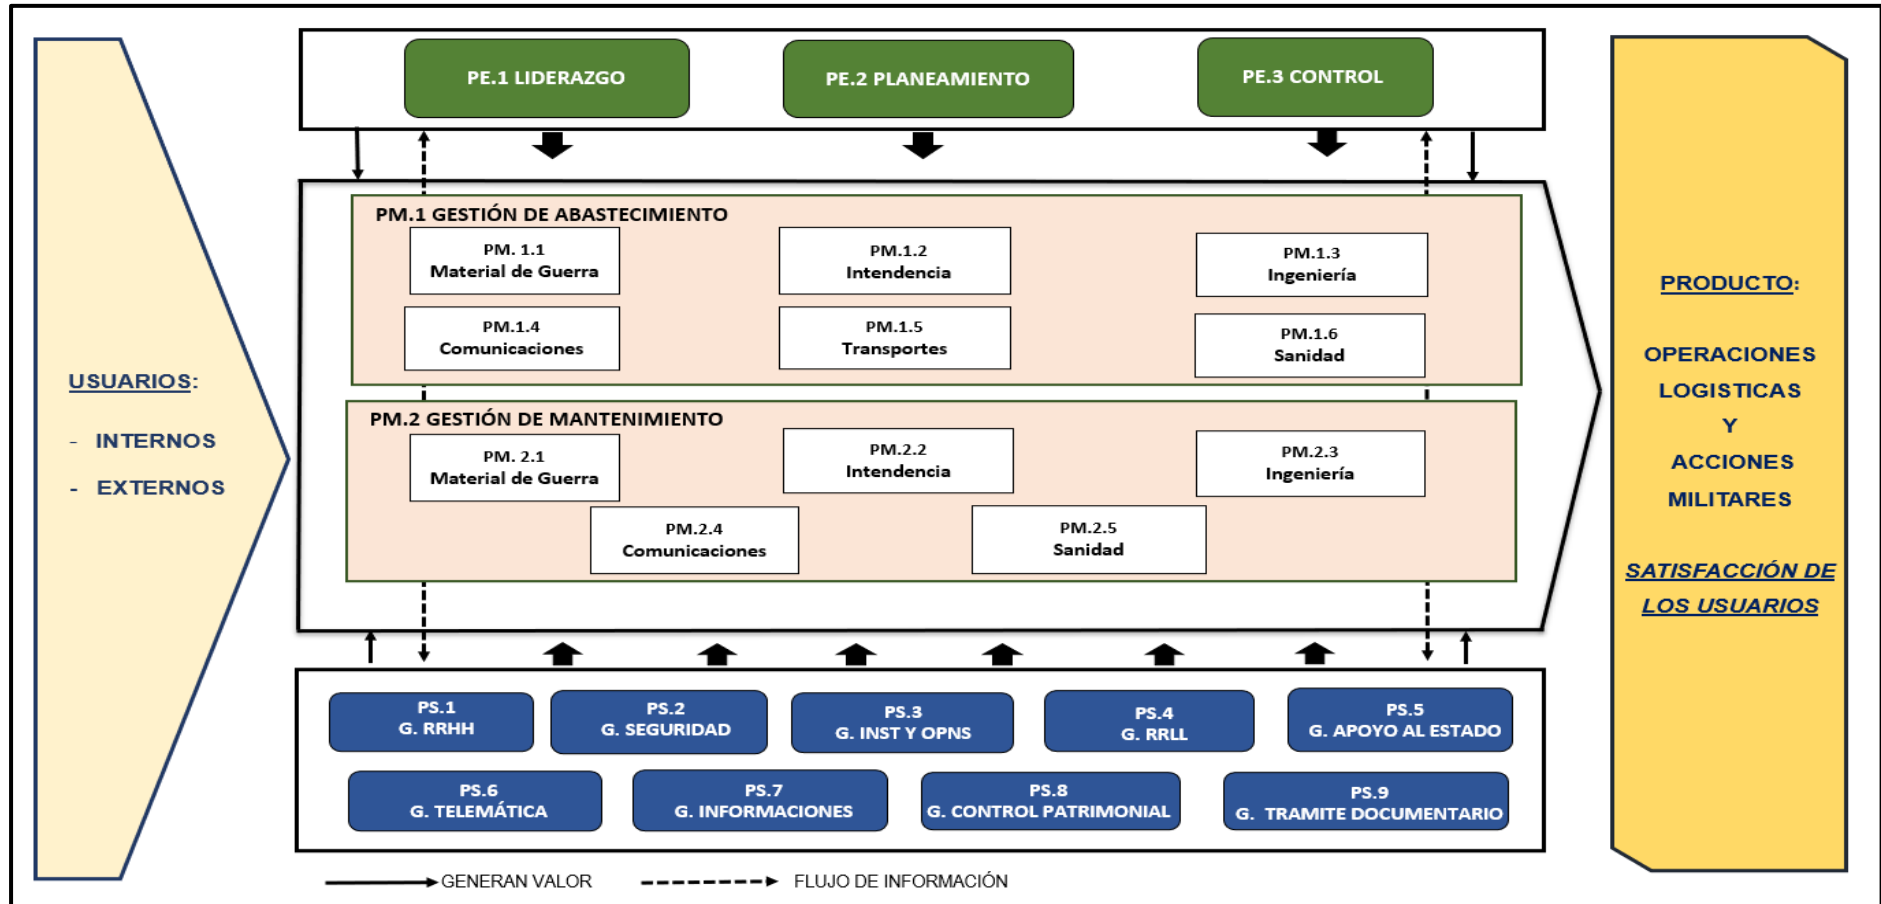 PE.1 LIDERAZGO
PE.2 PLANEAMIENTO
PE.3 CONTROL
USUARIOS:
- INTERNOS
- EXTERNOS
PM.1 GESTIÓN DE ABASTECIMIENTO
PM. 1.1
Material de Guerra
PM.1.2
Intendencia
PM.1.3
Ingeniería
PM.1.4
Comunicaciones
PM.1.5
Transportes
PM.1.6
Sanidad
PM.2 GESTIÓN DE MANTENIMIENTO
PM. 2.1
Material de Guerra
PM.2.2
Intendencia
PM.2.3
Ingeniería
PM.2.4
Comunicaciones
PM.2.5
Sanidad
PRODUCTO:
OPERACIONES
LOGISTICAS
Y
ACCIONES
MILITARES
SATISFACCIÓN DE
LOS USUARIOS
PS.1
G. RRHH
PS.2
G. SEGURIDAD
PS.3
G. INST Y OPNS
PS.4
G. RRLL
PS.5
G. APOYO AL ESTADO
PS.6
G. TELEMÁTICA
PS.7
G. INFORMACIONES
PS.8
G. CONTROL PATRIMONIAL
PS.9
G. TRAMITE DOCUMENTARIO
GENERAN VALOR
FLUJO DE INFORMACIÓN